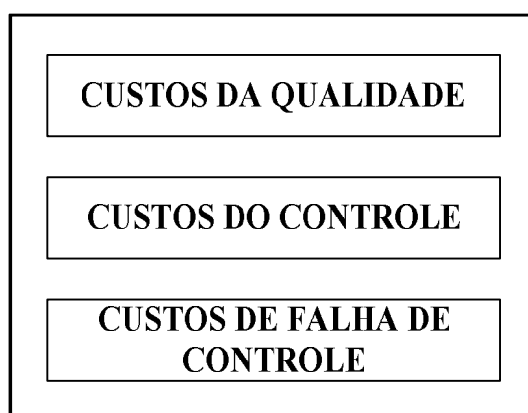 CUSTOS DA QUALIDADE
CUSTOS DO CONTROLE
CUSTOS DE FALHA DE
CONTROLE